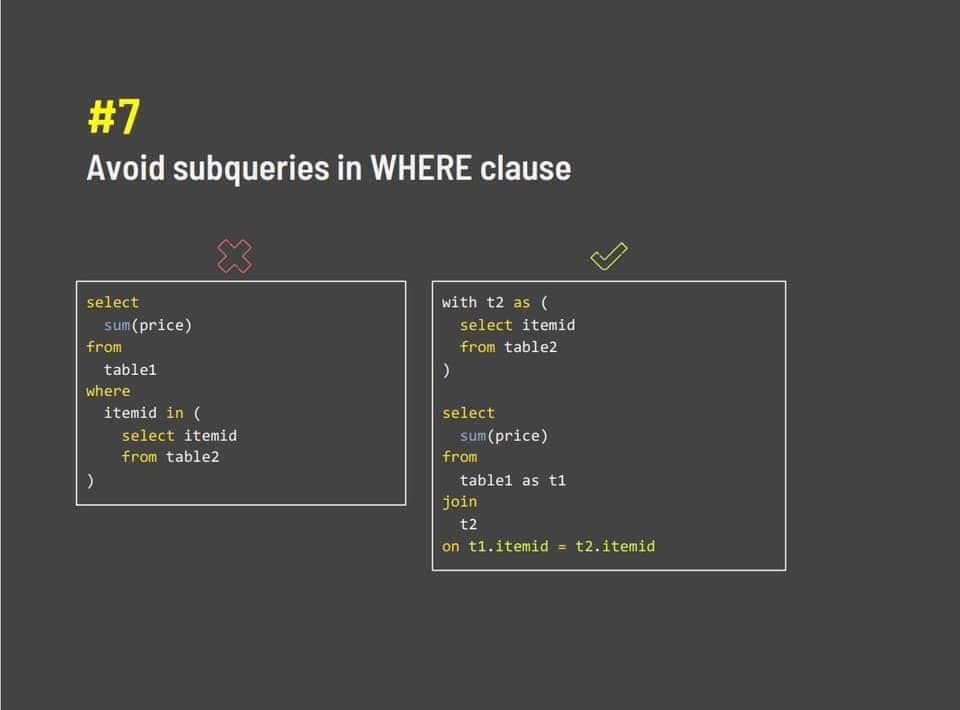 #7
Avoid subqueries in WHERE clause
select
sum(price)
from
table1
where
itemid in (
select itemid
from table2
)
with t2 as (
select itemid
from table2
)
select
sum(price)
from
table1 as t1
join
t2
on t1.itemid = t2.itemid